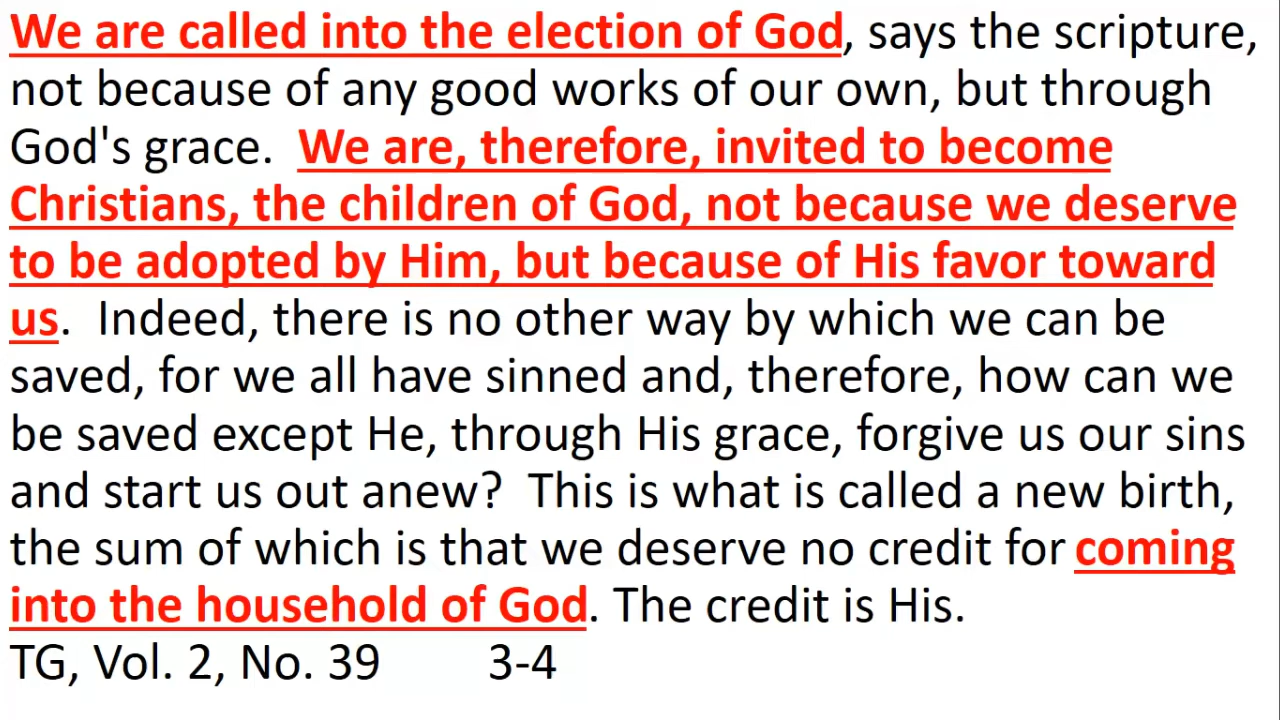 We are called into the election of God, says the scripture,
not because of any good works of our own, but through
God's grace.  We are, therefore, invited to become
Christians, the children of God, not because we deserve
to be adopted by Him, but because of His favor toward
us.  Indeed, there is no other way by which we can be
saved, for we all have sinned and, therefore, how can we
be saved except He, through His grace, forgive us our sins
and start us out anew?  This is what is called a new birth,
the sum of which is that we deserve no credit for coming
into the household of God. The credit is His.
TG, Vol. 2, No. 39        3-4